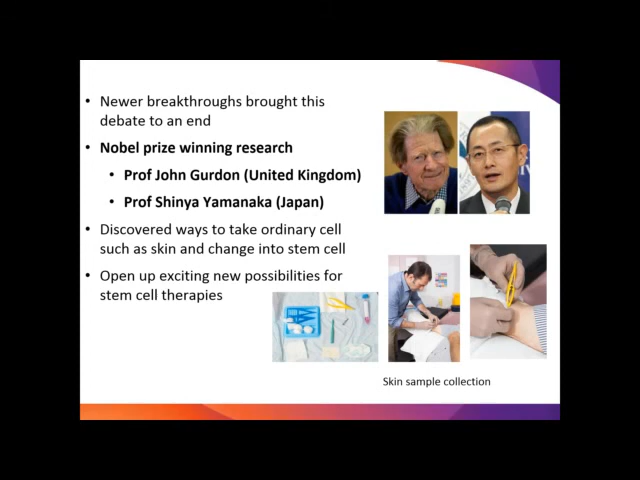 • Newer breakthroughs brought this
debate to an end
• Nobel prize winning research
• Prof John Gurdon (United Kingdom)
• Prof Shinya Yamanaka (Japan)
• Discovered ways to take ordinary cell
such as skin and change into stem cell
• Open up exciting new possibilities for
stem cell therapies
Skin sample collection